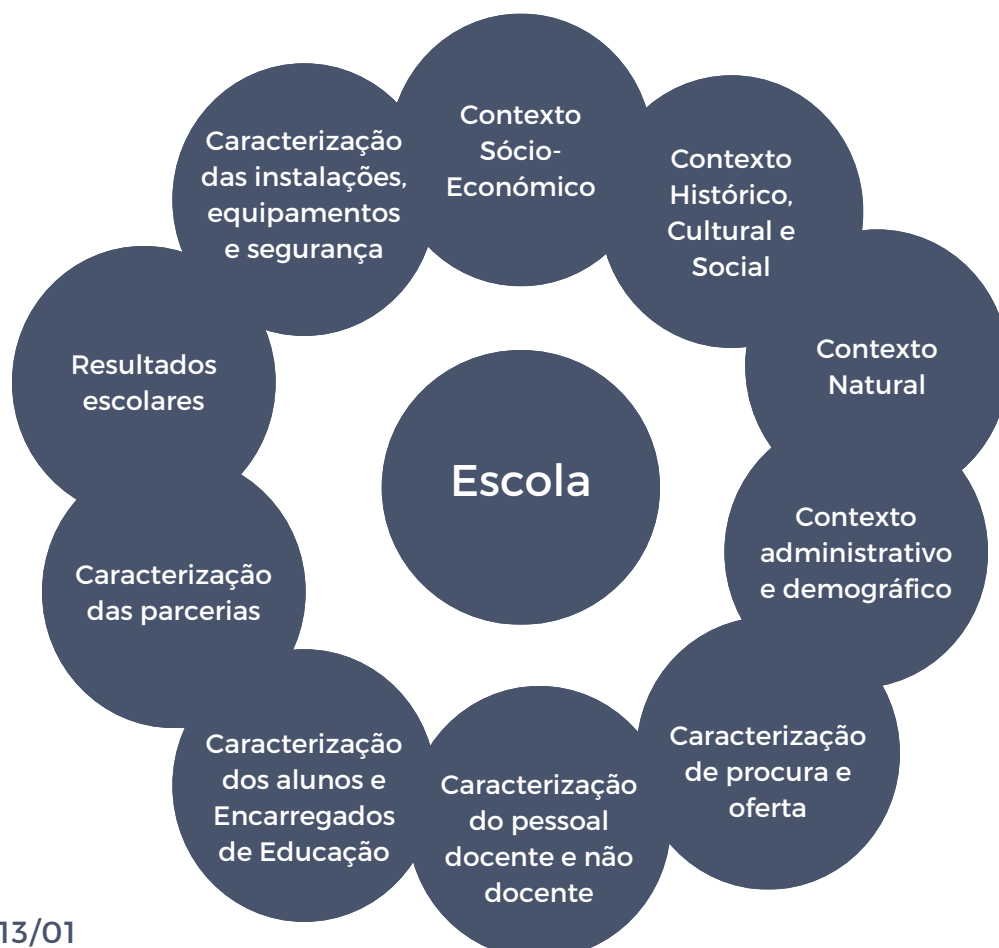 Contexto
Sócio-
Económico
Contexto
Histórico,
Cultural e
Social
Contexto
Natural
Contexto
administrativo
e demográfico
Caracterização
de procura e
oferta
Caracterização
do pessoal
docente e não
docente
Caracterização
dos alunos e
Encarregados
de Educação
Caracterização
das parcerias
Resultados
escolares
Caracterização
das instalações,
equipamentos
e segurança
Escola
13/01